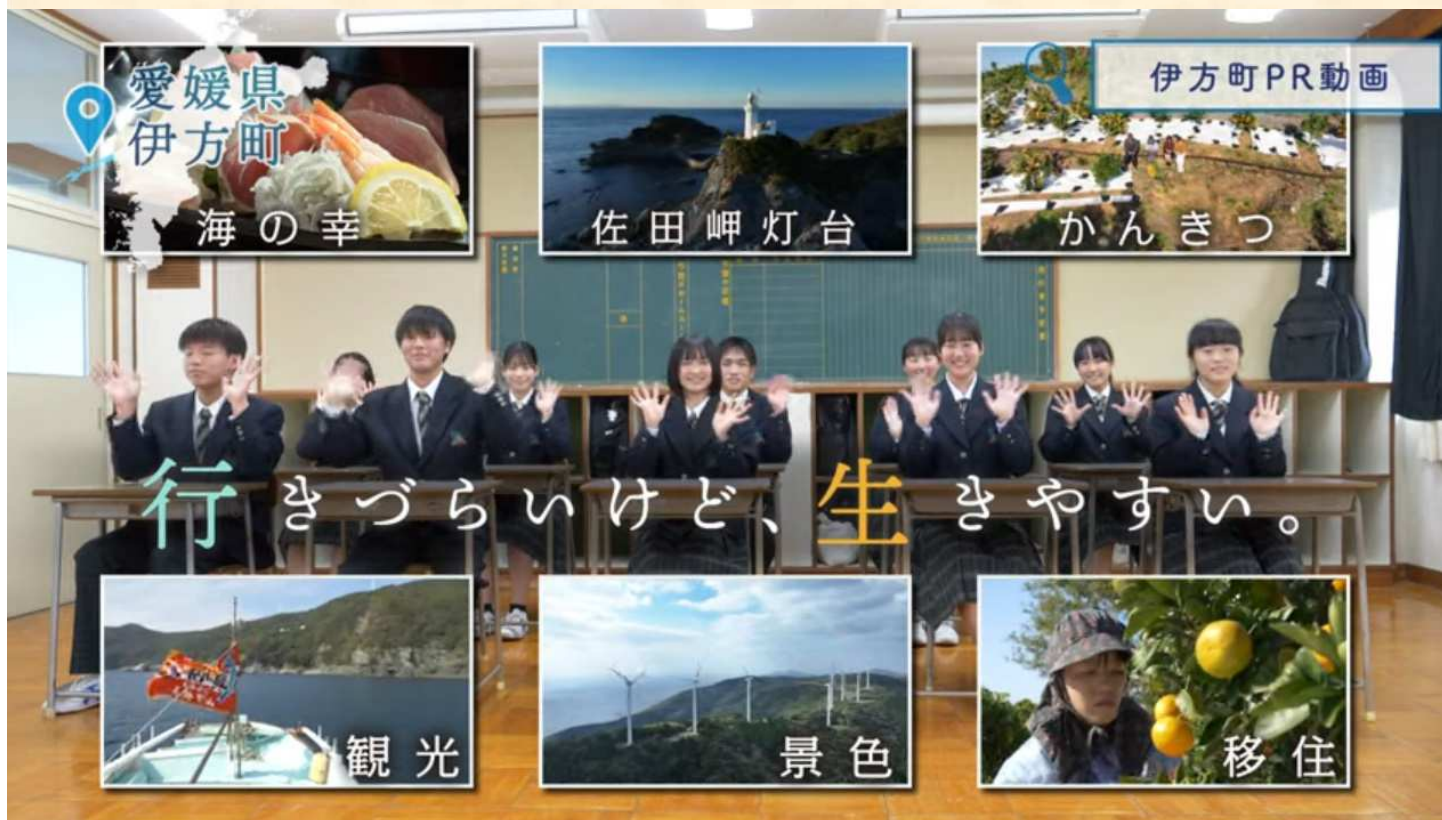 愛媛県
伊方町
伊方町PR動画
海の幸
佐田岬灯台
かんきつ
行きづらいけど、生きやすい。
観光
景色
移住